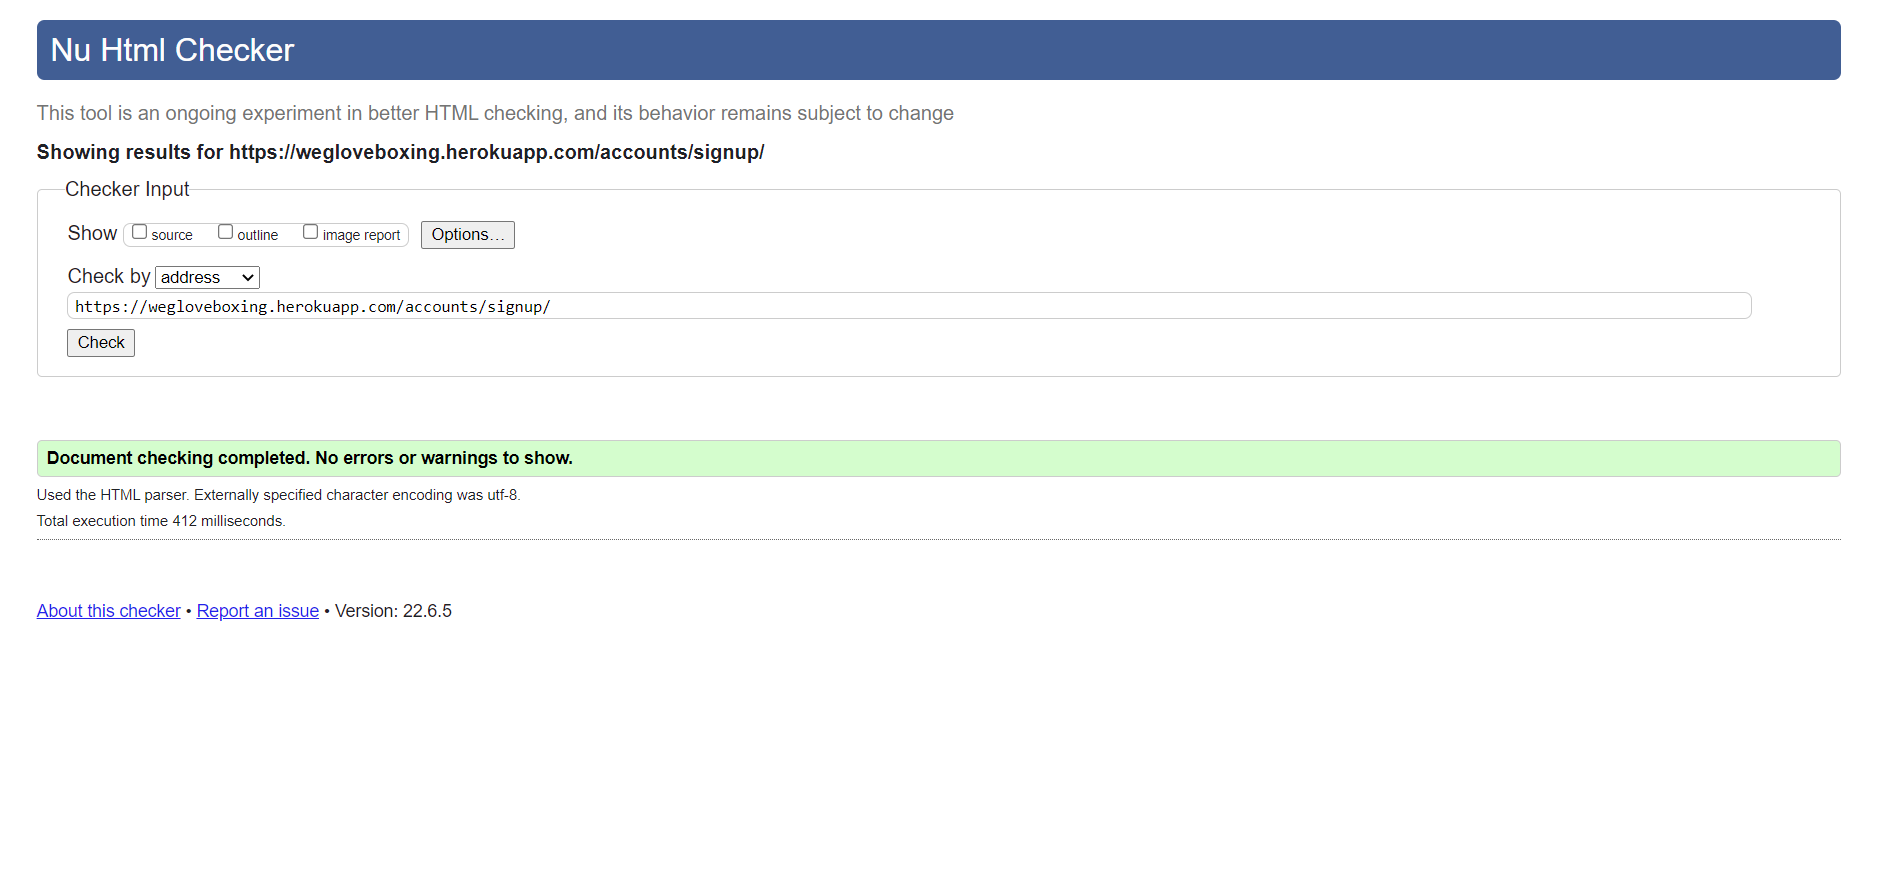 Nu Html Checker
This tool is an ongoing experiment in better HTML checking, and its behavior remains subject to change
Showing results for https://wegloveboxing.herokuapp.com/accounts/signup/
Checker Input
Show source outline image report Options...
Check by address
https://wegloveboxing.herokuapp.com/accounts/signup/
Check
Document checking completed. No errors or warnings to show.
Used the HTML parser. Externally specified character encoding was utf-8.
Total execution time 412 milliseconds.
About this checker • Report an issue • Version: 22.6.5